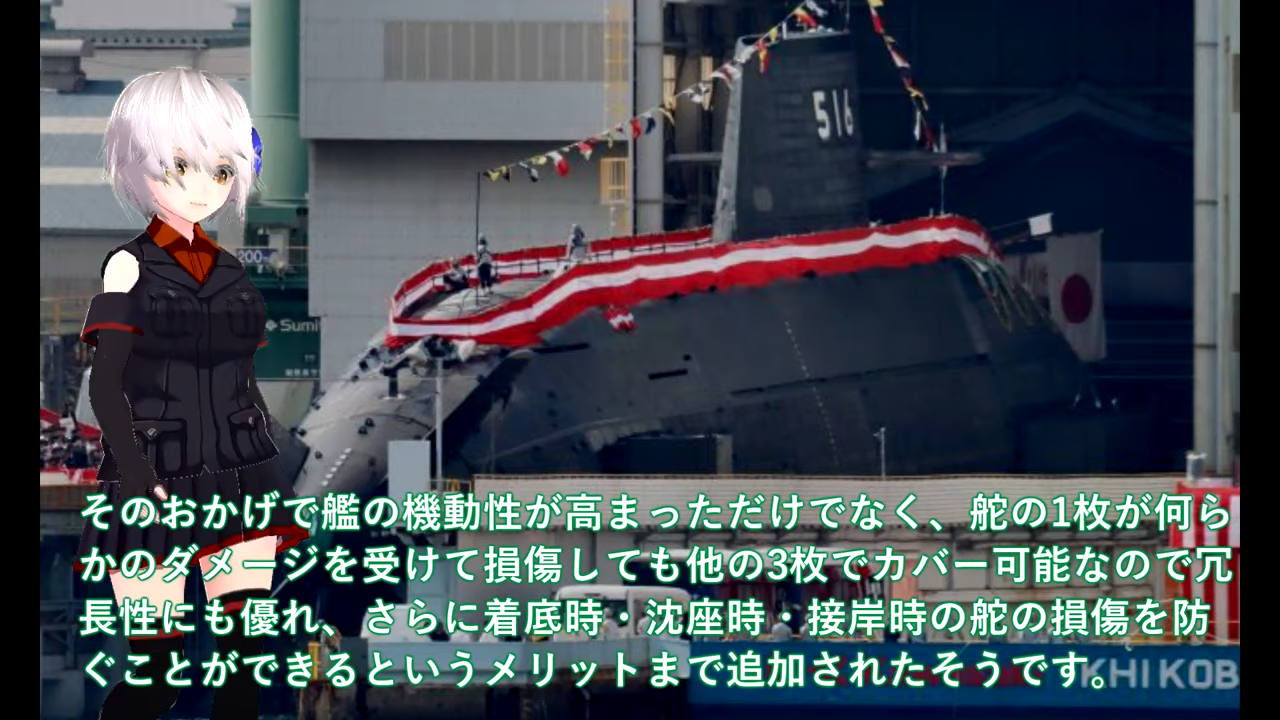 516
200
Sumi
そのおかげで艦の機動性が高まっただけでなく、舵の1枚が何ら
かのダメージを受けて損傷しても他の3枚でカバー可能なので冗
長性にも優れ、さらに着底時・沈座時・接岸時の舵の損傷を防
ぐことができるというメリットまで追加されたそうです。
KHI KOB